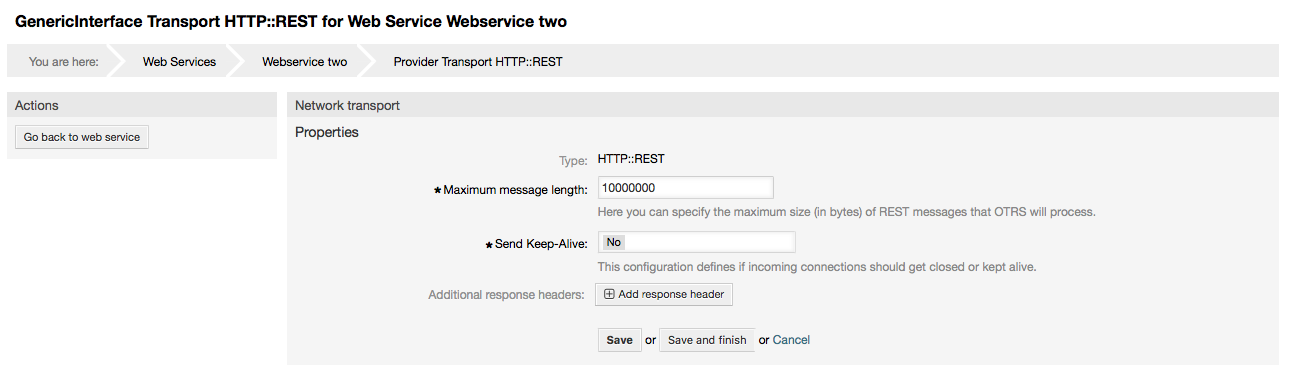 GenericInterface Transport HTTP::REST for Web Service Webservice two
You are here: Web Services Webservice two Provider Transport HTTP::REST
Actions
Go back to web service
Network transport
Properties
Type: HTTP::REST
★ Maximum message length: 10000000
Here you can specify the maximum size (in bytes) of REST messages that OTRS will process.
★ Send Keep-Alive: No
This configuration defines if incoming connections should get closed or kept alive.
Additional response headers: Add response header
Save or Save and finish or Cancel